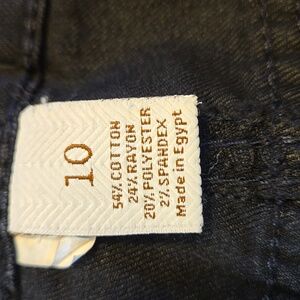 10
54% COTTON
24% RAYON
20% POLYESTER
2% SPANDEX
Made in Egypt